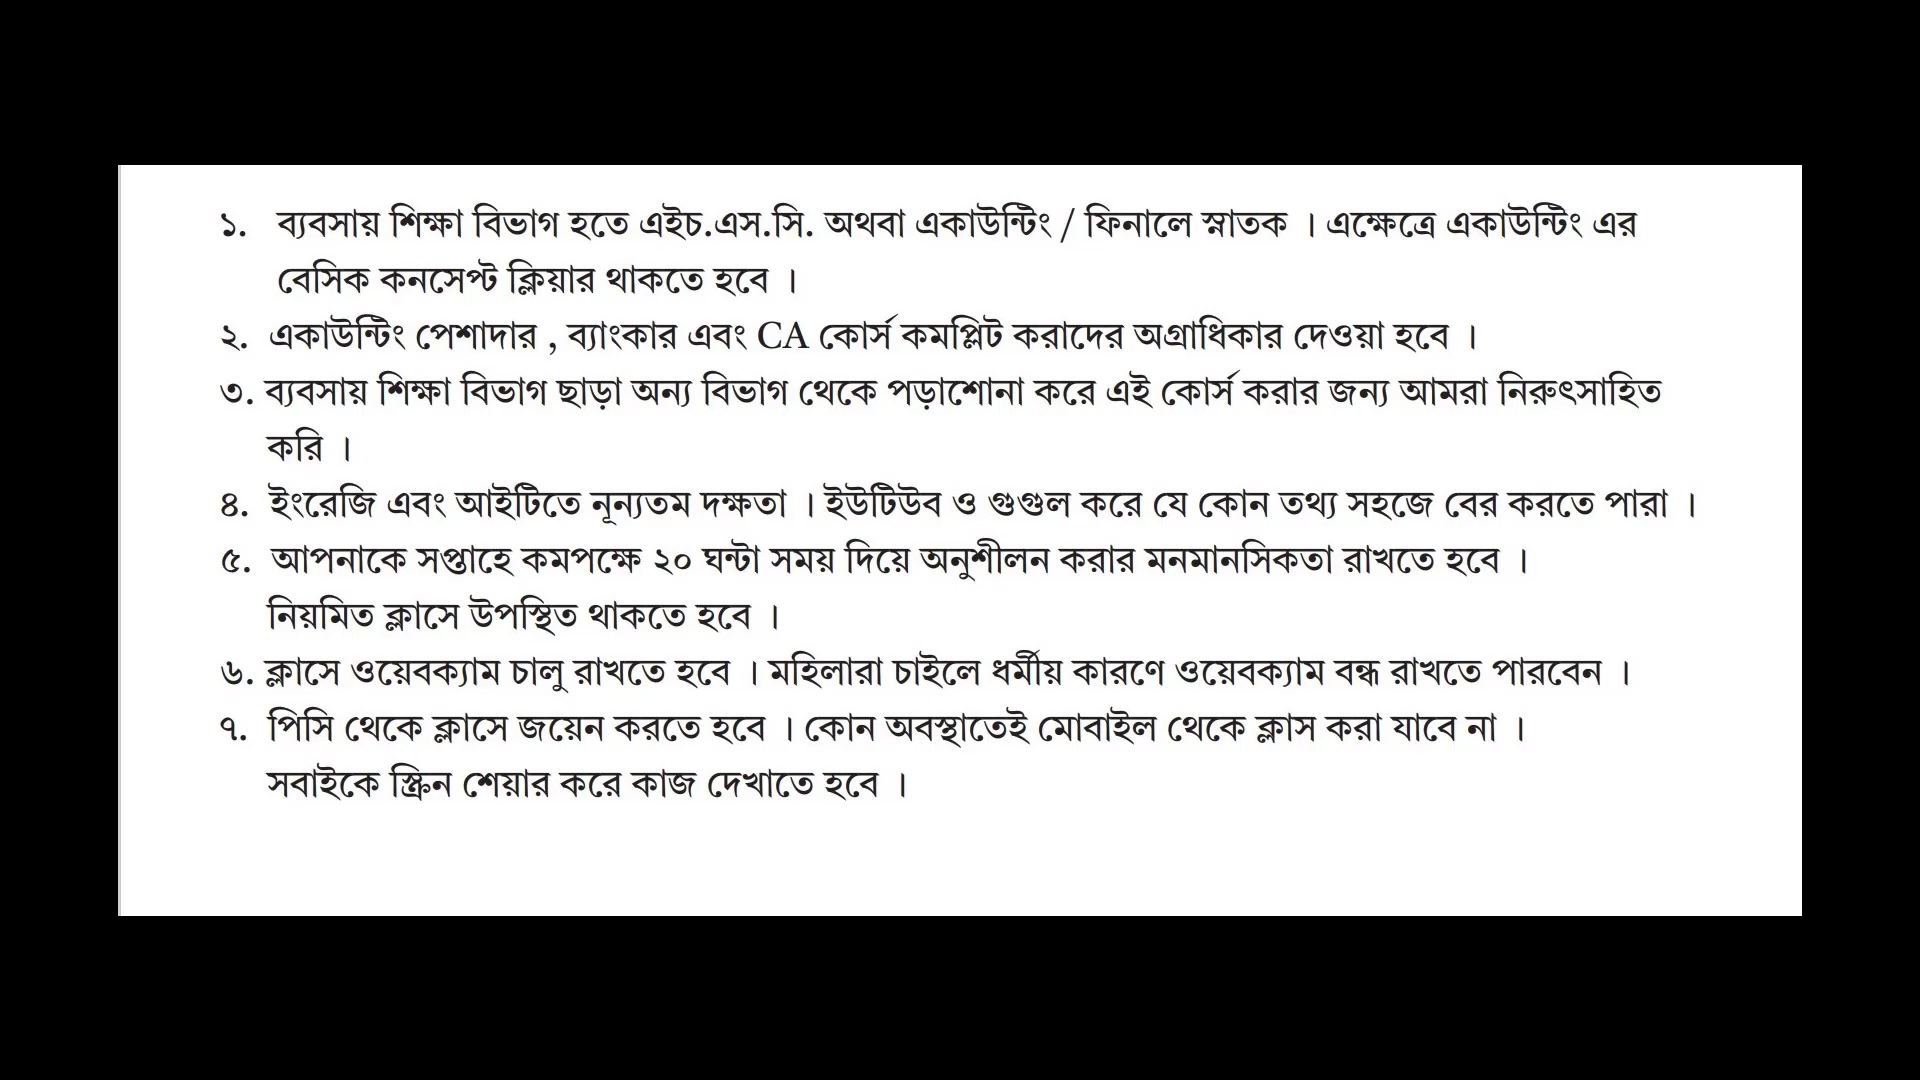 ১. ব্যবসায় শিক্ষা বিভাগ হতে এইচ.এস.সি. অথবা একাউন্টিং / ফিনালে স্নাতক । এক্ষেত্রে একাউন্টিং এর
বেসিক কনসেপ্ট ক্লিয়ার থাকতে হবে ।
২. একাউন্টিং পেশাদার , ব্যাংকার এবং CA কোর্স কমপ্লিট করাদের অগ্রাধিকার দেওয়া হবে ।
৩. ব্যবসায় শিক্ষা বিভাগ ছাড়া অন্য বিভাগ থেকে পড়াশোনা করে এই কোর্স করার জন্য আমরা নিরুৎসাহিত
করি ।
৪. ইংরেজি এবং আইটিতে নূন্যতম দক্ষতা । ইউটিউব ও গুগুল করে যে কোন তথ্য সহজে বের করতে পারা ।
৫. আপনাকে সপ্তাহে কমপক্ষে ২০ ঘন্টা সময় দিয়ে অনুশীলন করার মনমানসিকতা রাখতে হবে ।
নিয়মিত ক্লাসে উপস্থিত থাকতে হবে ।
৬. ক্লাসে ওয়েবক্যাম চালু রাখতে হবে । মহিলারা চাইলে ধর্মীয় কারণে ওয়েবক্যাম বন্ধ রাখতে পারবেন ।
৭. পিসি থেকে ক্লাসে জয়েন করতে হবে । কোন অবস্থাতেই মোবাইল থেকে ক্লাস করা যাবে না ।
সবাইকে স্ক্রিন শেয়ার করে কাজ দেখাতে হবে ।